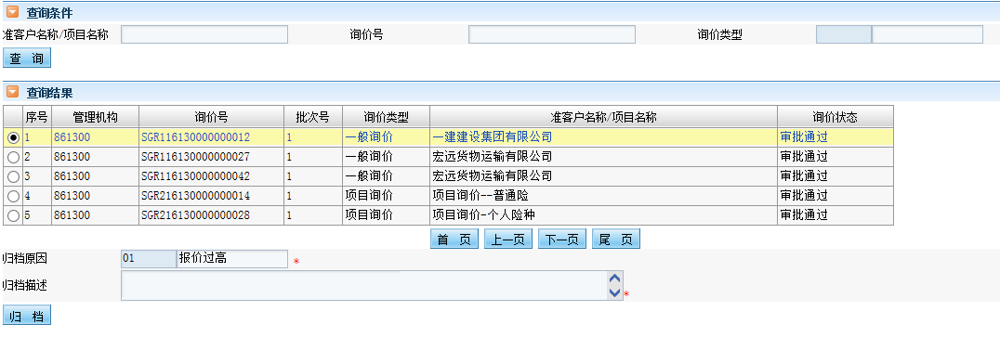 查询条件
准客户名称/项目名称 询价号 询价类型
查 询
查询结果
序号 管理机构 询价号 批次号 询价类型 准客户名称/项目名称 询价状态
1 861300 SGR116130000000012 1 一般询价 一建建设集团有限公司 审批通过
2 861300 SGR116130000000027 1 一般询价 宏远货物运输有限公司 审批通过
3 861300 SGR116130000000042 1 一般询价 宏远货物运输有限公司 审批通过
4 861300 SGR216130000000014 1 项目询价 项目询价--普通险 审批通过
5 861300 SGR216130000000028 1 项目询价 项目询价-个人险种 审批通过
首 页 上一页 下一页 尾 页
归档原因 01 报价过高 *
归档描述 *
归 档